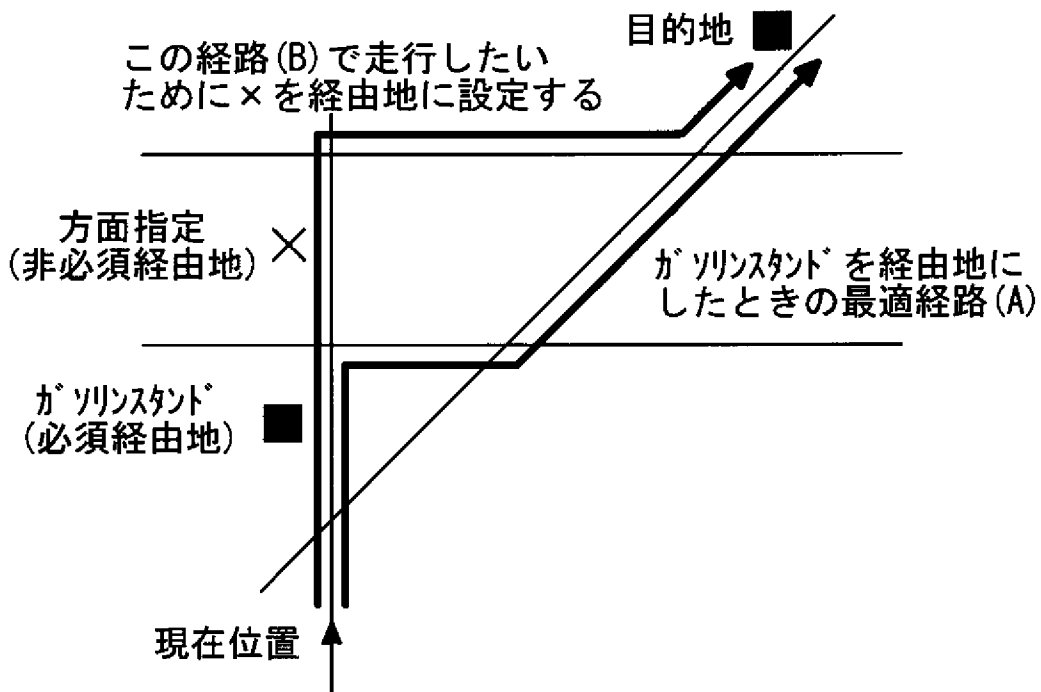 目的地
この経路(B)で走行したい
ために×を経由地に設定する
方面指定
(非必須経由地)
ｶﾞｿﾘﾝｽﾀﾝﾄﾞを経由地に
したときの最適経路(A)
ｶﾞｿﾘﾝｽﾀﾝﾄﾞ
(必須経由地)
現在位置